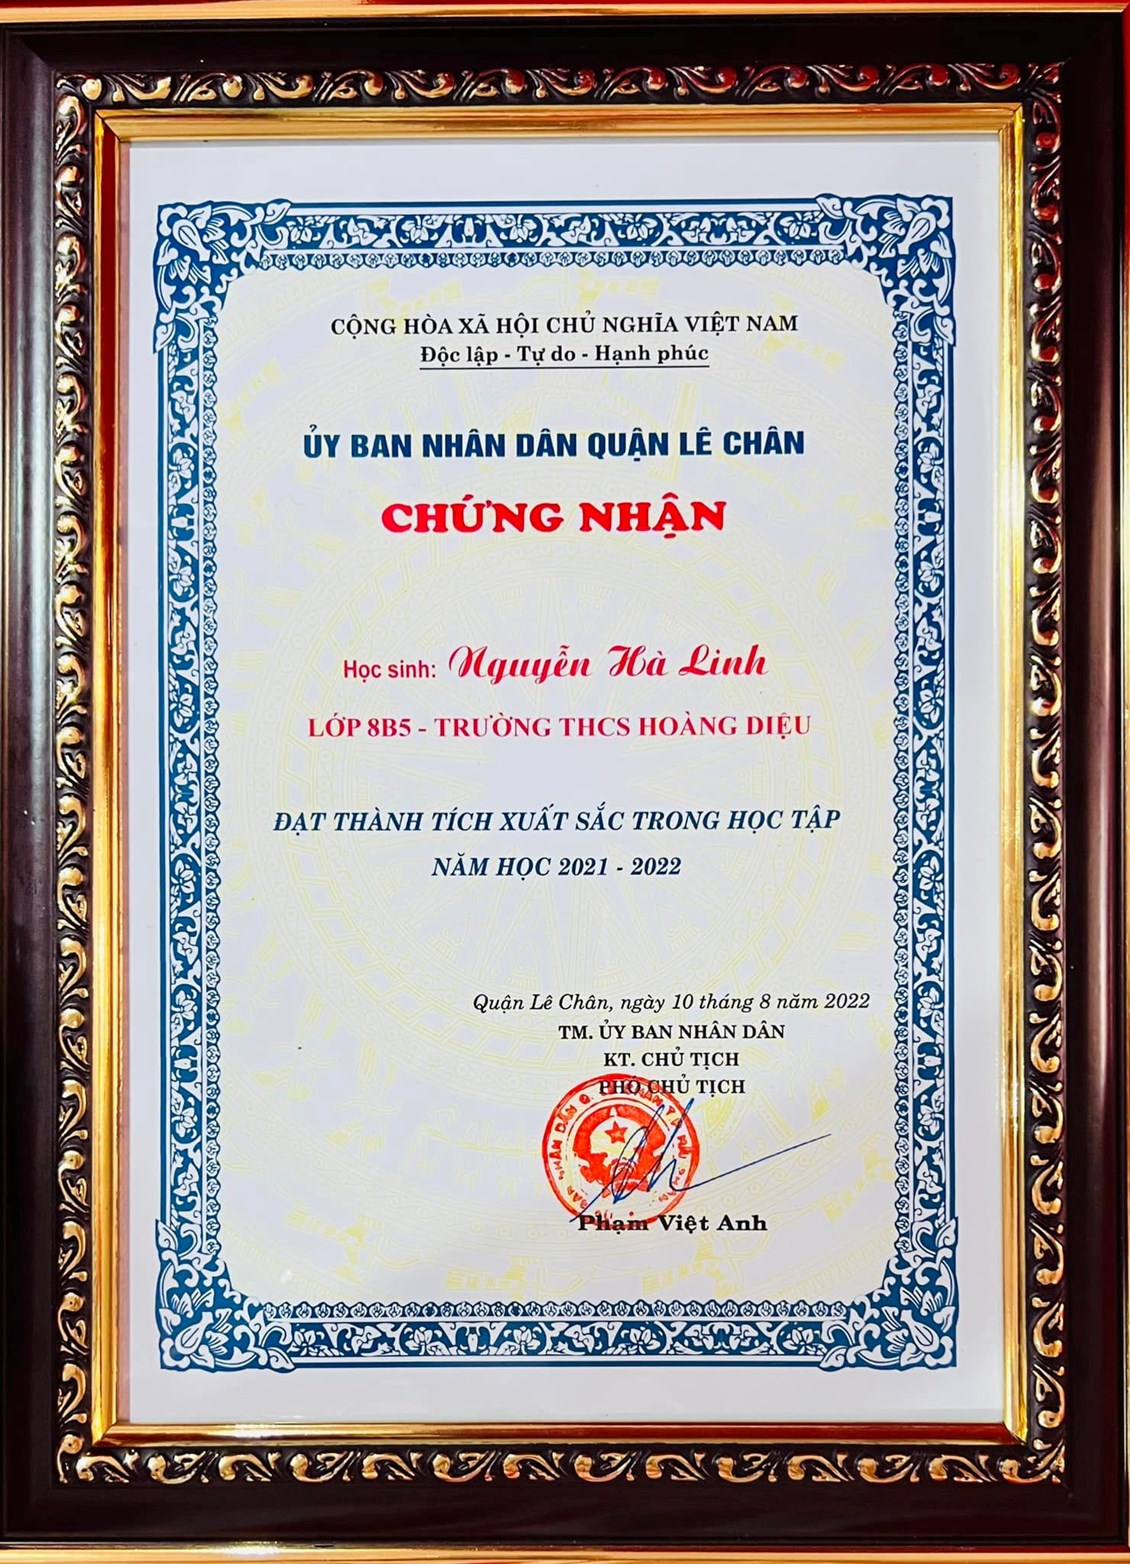 CỘNG HÒA XÃ HỘI CHỦ NGHĨA VIỆT NAM
Độc lập - Tự do - Hạnh phúc
ỦY BAN NHÂN DÂN QUẬN LÊ CHÂN
CHỨNG NHẬN
Học sinh: Nguyễn Hà Linh
LỚP 8B5 - TRƯỜNG THCS HOÀNG DIỆU
ĐẠT THÀNH TÍCH XUẤT SẮC TRONG HỌC TẬP
NĂM HỌC 2021 - 2022
Quận Lê Chân, ngày 10 tháng 8 năm 2022
TM. ỦY BAN NHÂN DÂN
KT. CHỦ TỊCH
PHÓ CHỦ TỊCH
Phạm Việt Anh